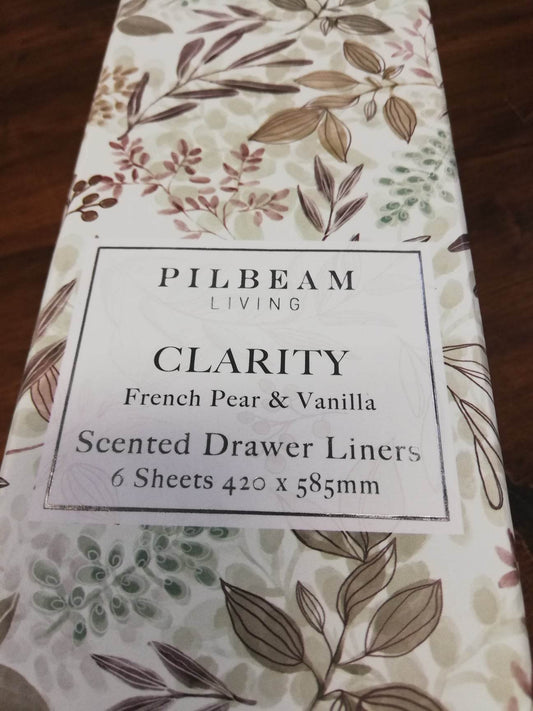 PILBEAM
LIVING
CLARITY
French Pear & Vanilla
Scented Drawer Liners
6 Sheets 420 x 585mm